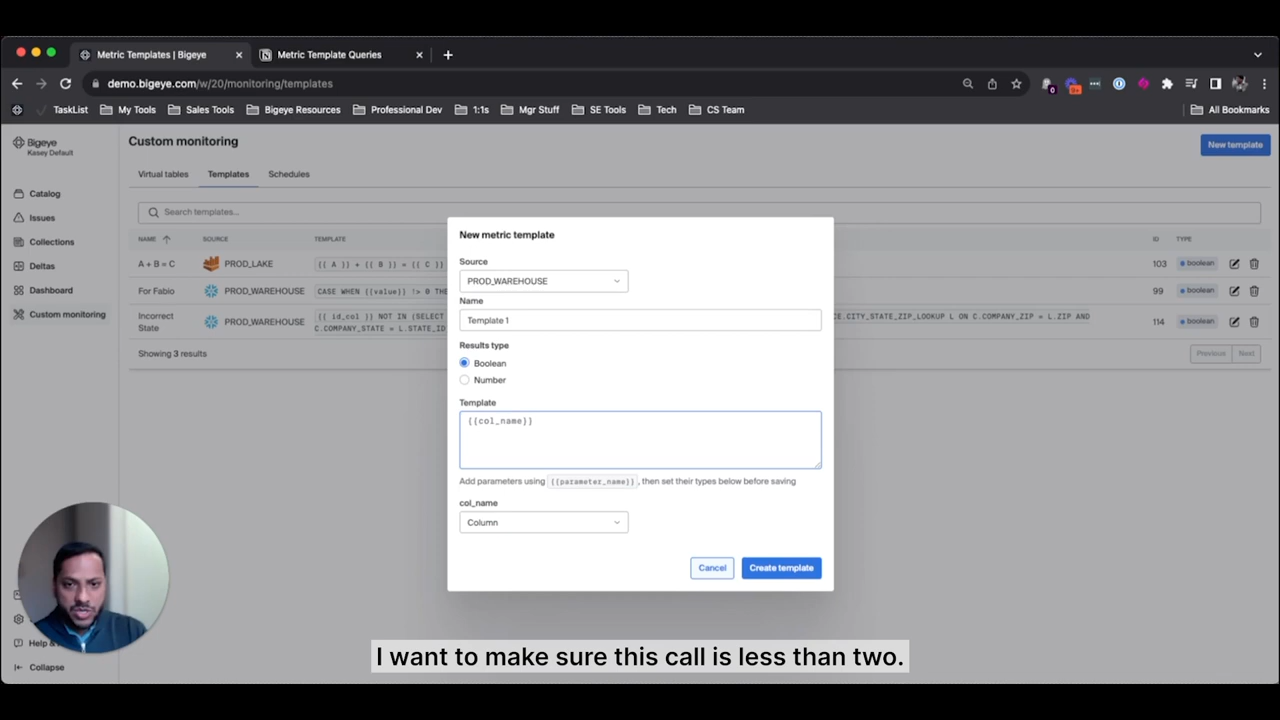 Metric Templates | Bigeye
Metric Template Queries
demo.bigeye.com/w/20/monitoring/templates
TaskList My Tools Sales Tools Bigeye Resources Professional Dev 1:1s Mgr Stuff SE Tools Tech CS Team All Bookmarks
Bigeye
Kasey Default
Catalog
Issues
Collections
Deltas
Dashboard
Custom monitoring
Help &
Collapse
Custom monitoring
New template
Virtual tables Templates Schedules
Search templates...
NAME SOURCE TEMPLATE ID TYPE
A + B = C PROD_LAKE {{ A }} + {{ B }} = {{ C }} 103 boolean
For Fabio PROD_WAREHOUSE CASE WHEN {{value}} != 0 THE 99 boolean
Incorrect State PROD_WAREHOUSE {{ id_col }} NOT IN (SELECT E.CITY_STATE_ZIP_LOOKUP L ON C.COMPANY_ZIP = L.ZIP AND 114 boolean
C.COMPANY_STATE = L.STATE_ID
Showing 3 results
Previous Next
New metric template
Source
PROD_WAREHOUSE
Name
Template 1
Results type
Boolean
Number
Template
{{col_name}}
Add parameters using {{parameter_name}}, then set their types below before saving
col_name
Column
Cancel Create template
I want to make sure this call is less than two.